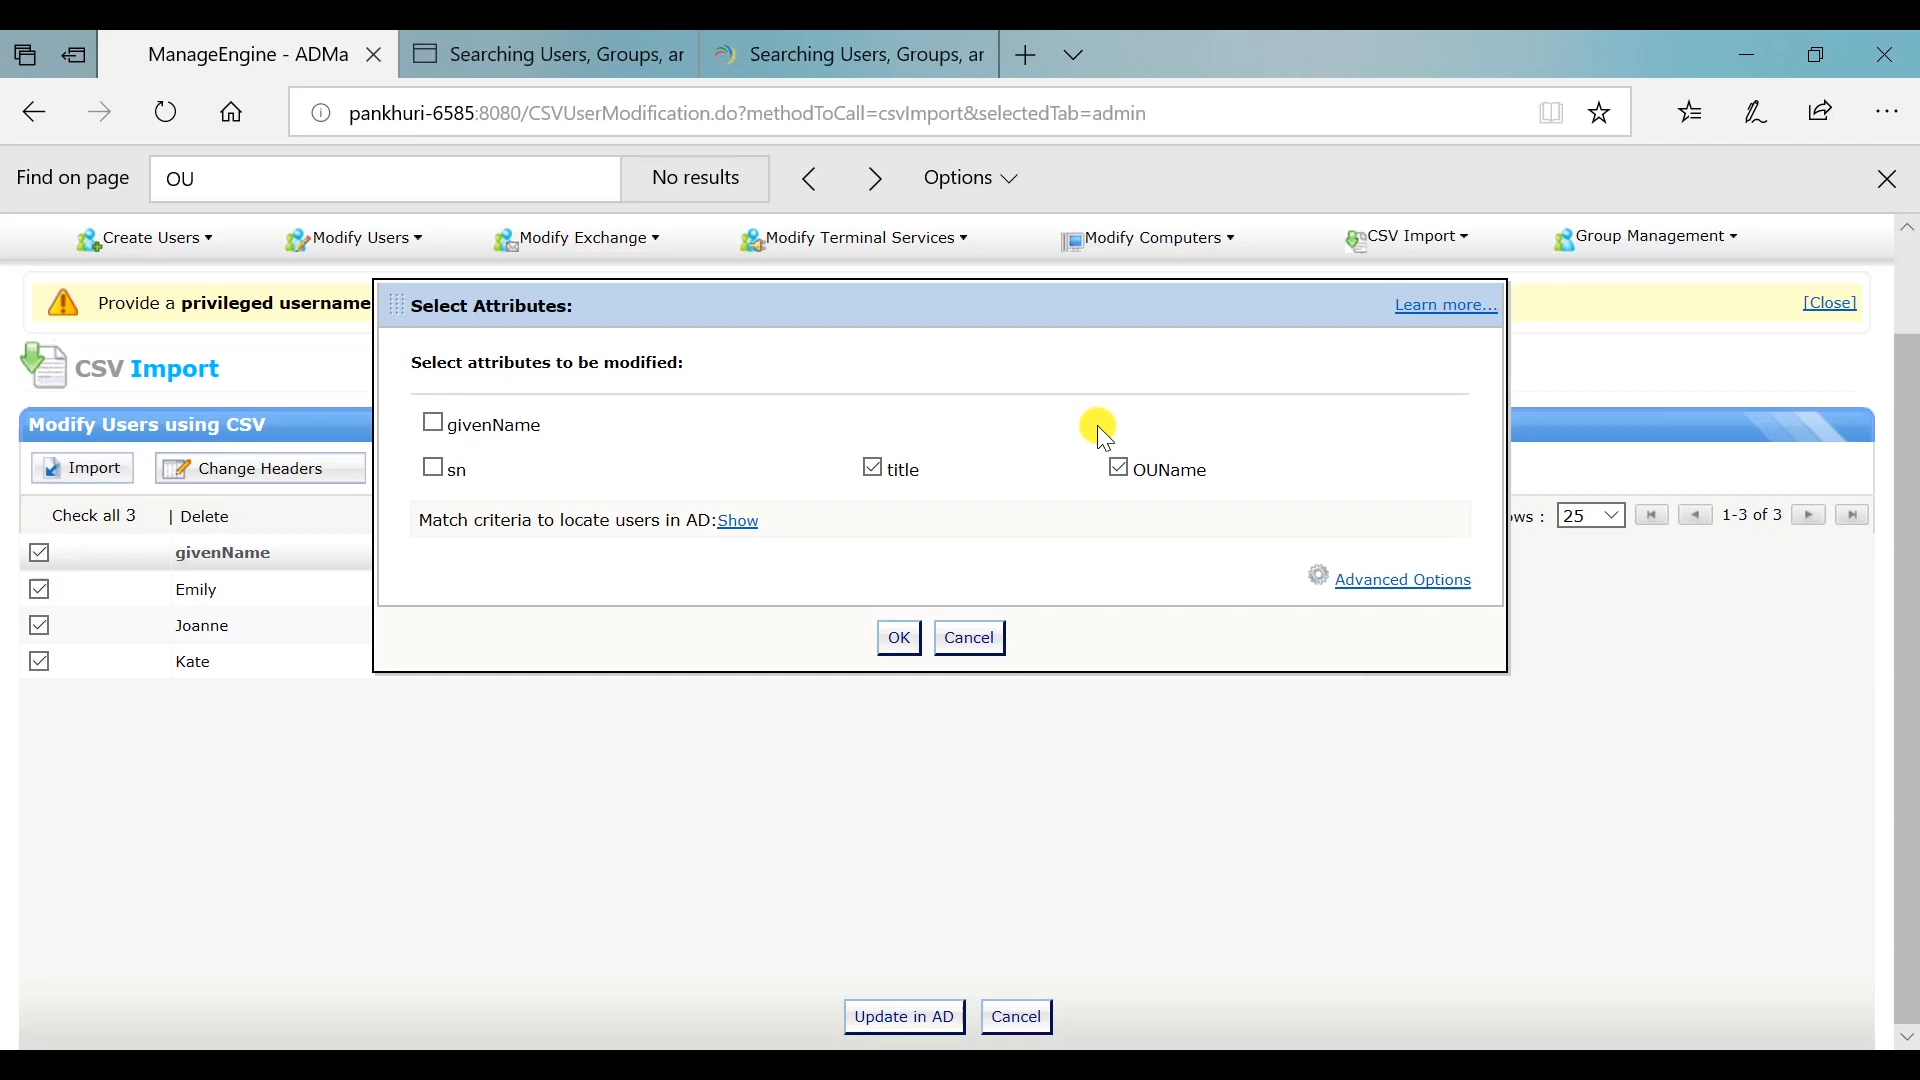 ManageEngine - ADMa
Searching Users, Groups, ar
Searching Users, Groups, ar
pankhuri-6585:8080/CSVUserModification.do?methodToCall=csvImport&selectedTab=admin
Find on page
OU
No results
Options
Create Users
Modify Users
Modify Exchange
Modify Terminal Services
Modify Computers
CSV Import
Group Management
Provide a privileged username
[Close]
Select Attributes:
Learn more...
CSV Import
Select attributes to be modified:
Modify Users using CSV
givenName
Import
Change Headers
sn
title
OUName
Check all 3 | Delete
Match criteria to locate users in AD:Show
ws : 25
1-3 of 3
givenName
Emily
Advanced Options
Joanne
OK
Cancel
Kate
Update in AD
Cancel